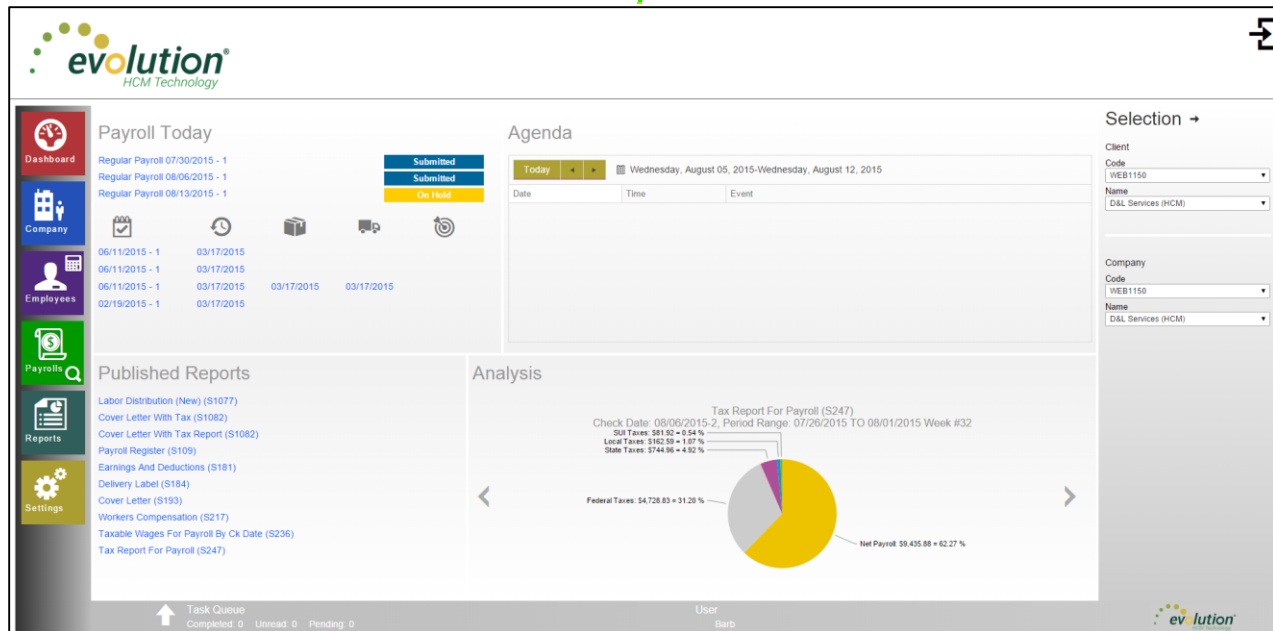 evolution®
HCM Technology
Dashboard
Company
Employees
Payrolls
Reports
Settings
Payroll Today
Regular Payroll 07/30/2015 - 1 Submitted
Regular Payroll 08/06/2015 - 1 Submitted
Regular Payroll 08/13/2015 - 1 On Hold
06/11/2015 - 1 03/17/2015
06/11/2015 - 1 03/17/2015
06/11/2015 - 1 03/17/2015 03/17/2015 03/17/2015
02/19/2015 - 1 03/17/2015
Agenda
Today Wednesday, August 05, 2015-Wednesday, August 12, 2015
Date Time Event
Published Reports
Labor Distribution (New) (S1077)
Cover Letter With Tax (S1082)
Cover Letter With Tax Report (S1082)
Payroll Register (S109)
Earnings And Deductions (S181)
Delivery Label (S184)
Cover Letter (S193)
Workers Compensation (S217)
Taxable Wages For Payroll By Ck Date (S236)
Tax Report For Payroll (S247)
Analysis
Tax Report For Payroll (S247)
Check Date: 08/06/2015-2, Period Range: 07/26/2015 TO 08/01/2015 Week #32
SUI Taxes: $81.92 = 0.54 %
Local Taxes: $162.59 = 1.07 %
State Taxes: $744.96 = 4.92 %
Federal Taxes: $4,728.83 = 31.20 %
Net Payroll: $9,435.88 = 62.27 %
Selection
Client
Code
WEB1150
Name
D&L Services (HCM)
Company
Code
WEB1150
Name
D&L Services (HCM)
Task Queue
Completed: 0 Unread: 0 Pending: 0
User
Barb
evolution
HCM Technology